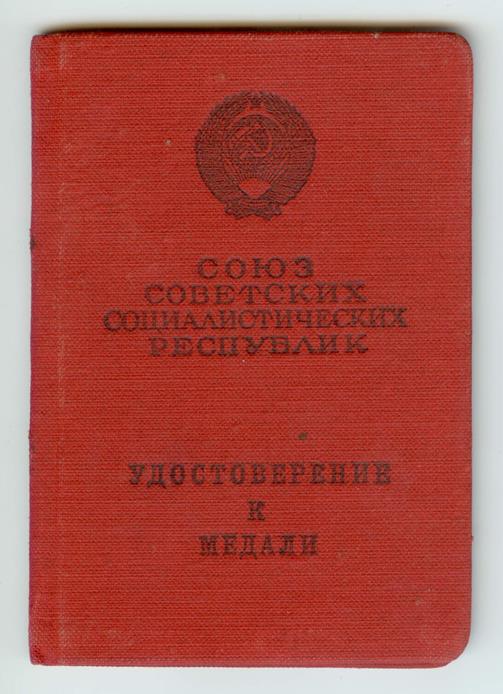 СОЮЗ
СОВЕТСКИХ
СОЦИАЛИСТИЧЕСКИХ
РЕСПУБЛИК
УДОСТОВЕРЕНИЕ
К
МЕДАЛИ